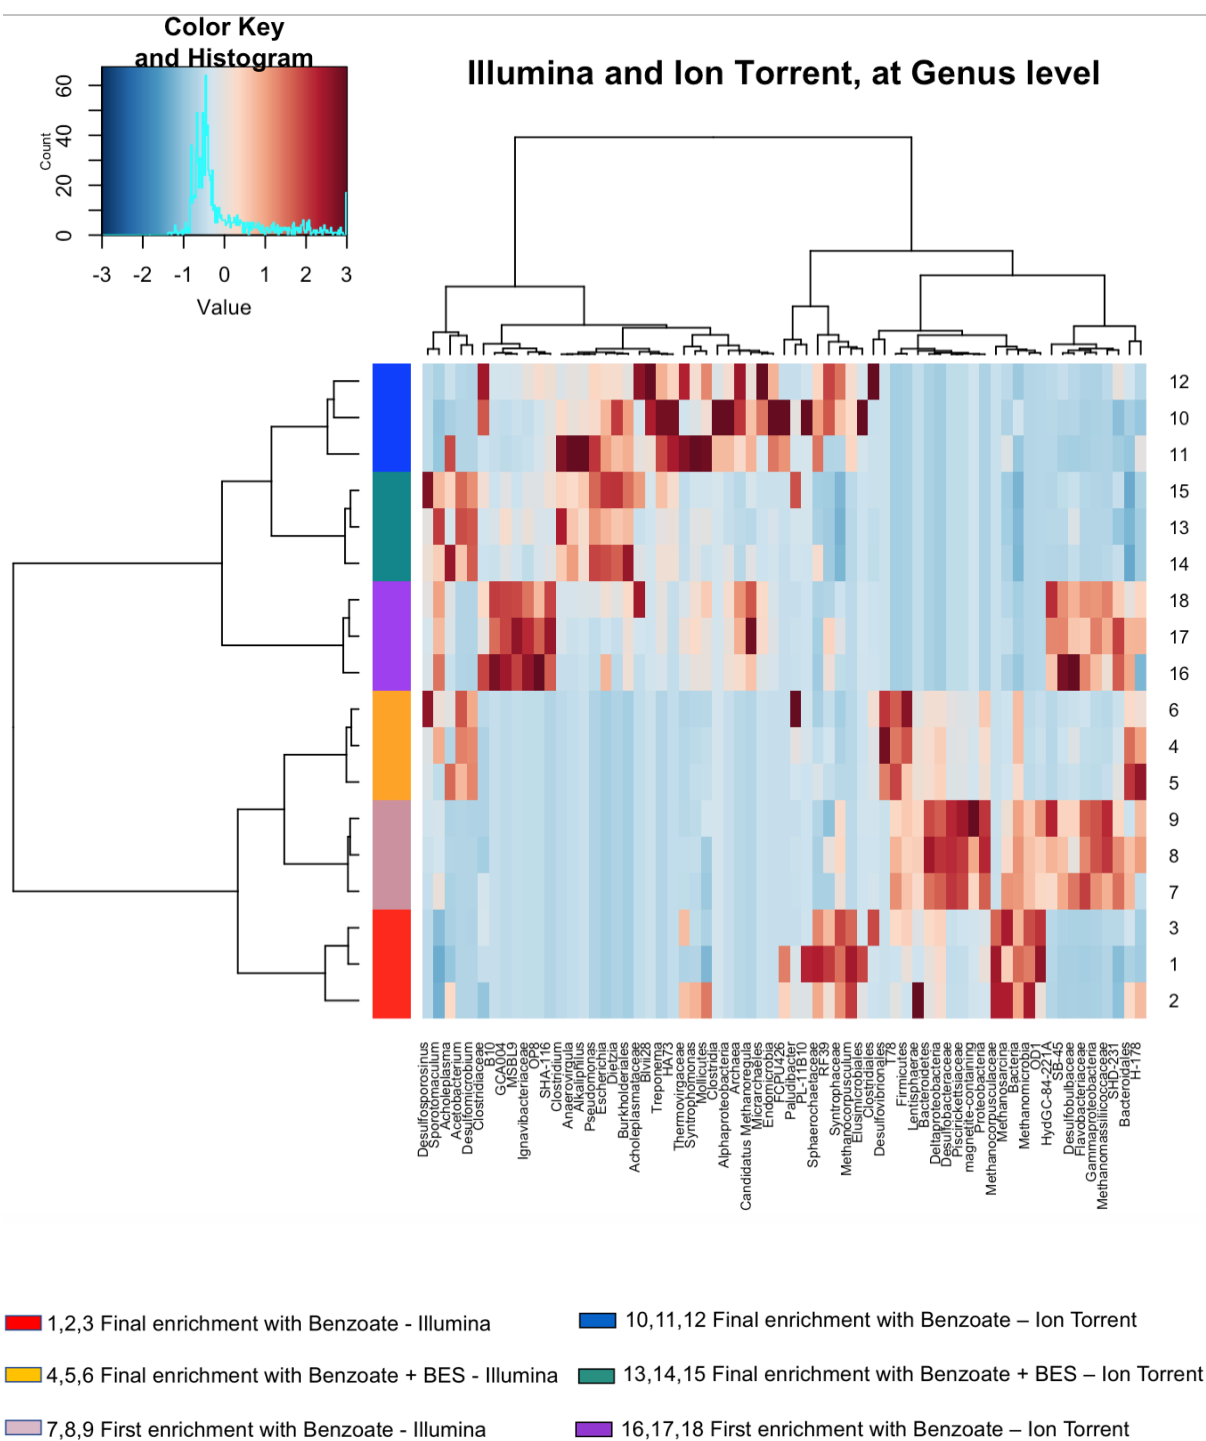 Color Key
and Histogram
Illumina and Ion Torrent, at Genus level
Count
0
20
40
60
-3 -2 -1 0 1 2 3
Value
12
10
11
15
13
14
18
17
16
6
4
5
9
8
7
3
1
2
Desulfosporosinus
Sporotomaculum
Acholeplasma
Acetobacterium
Desulfomicrobium
Clostridiaceae
B10
GCA004
MSBL9
Ignavibacteriaceae
OP8
SHA-116
Clostridium
Anaerovirgula
Alkaliphilus
Pseudomonas
Escherichia
Dietzia
Burkholderiales
Acholeplasmataceae
Blvii28
Treponema
HA73
Thermovirgaceae
Syntrophomonas
Mollicutes
Clostridia
Alphaproteobacteria
Archaea
Candidatus Methanoregula
Micrarchaeles
Endomicrobia
FCPU426
Paludibacter
PL-11B10
Sphaerochaetaceae
RF39
Syntrophaceae
Methanocorpusculum
Elusimicrobiales
Clostridiales
Desulfovibrionales
T78
Firmicutes
Lentisphaerae
Bacteroidetes
Deltaproteobacteria
Desulfobacteraceae
Piscirickettsiaceae
magnetite-containing
Proteobacteria
Methanocorpusculaceae
Methanosarcina
Bacteria
Methanomicrobia
OD1
HydGC-84-221A
SB-45
Desulfobulbaceae
Flavobacteriaceae
Gammaproteobacteria
Methanomassiliicoccaceae
SHD-231
Bacteroidales
H-178
1,2,3 Final enrichment with Benzoate - Illumina
10,11,12 Final enrichment with Benzoate – Ion Torrent
4,5,6 Final enrichment with Benzoate + BES - Illumina
13,14,15 Final enrichment with Benzoate + BES – Ion Torrent
7,8,9 First enrichment with Benzoate - Illumina
16,17,18 First enrichment with Benzoate – Ion Torrent